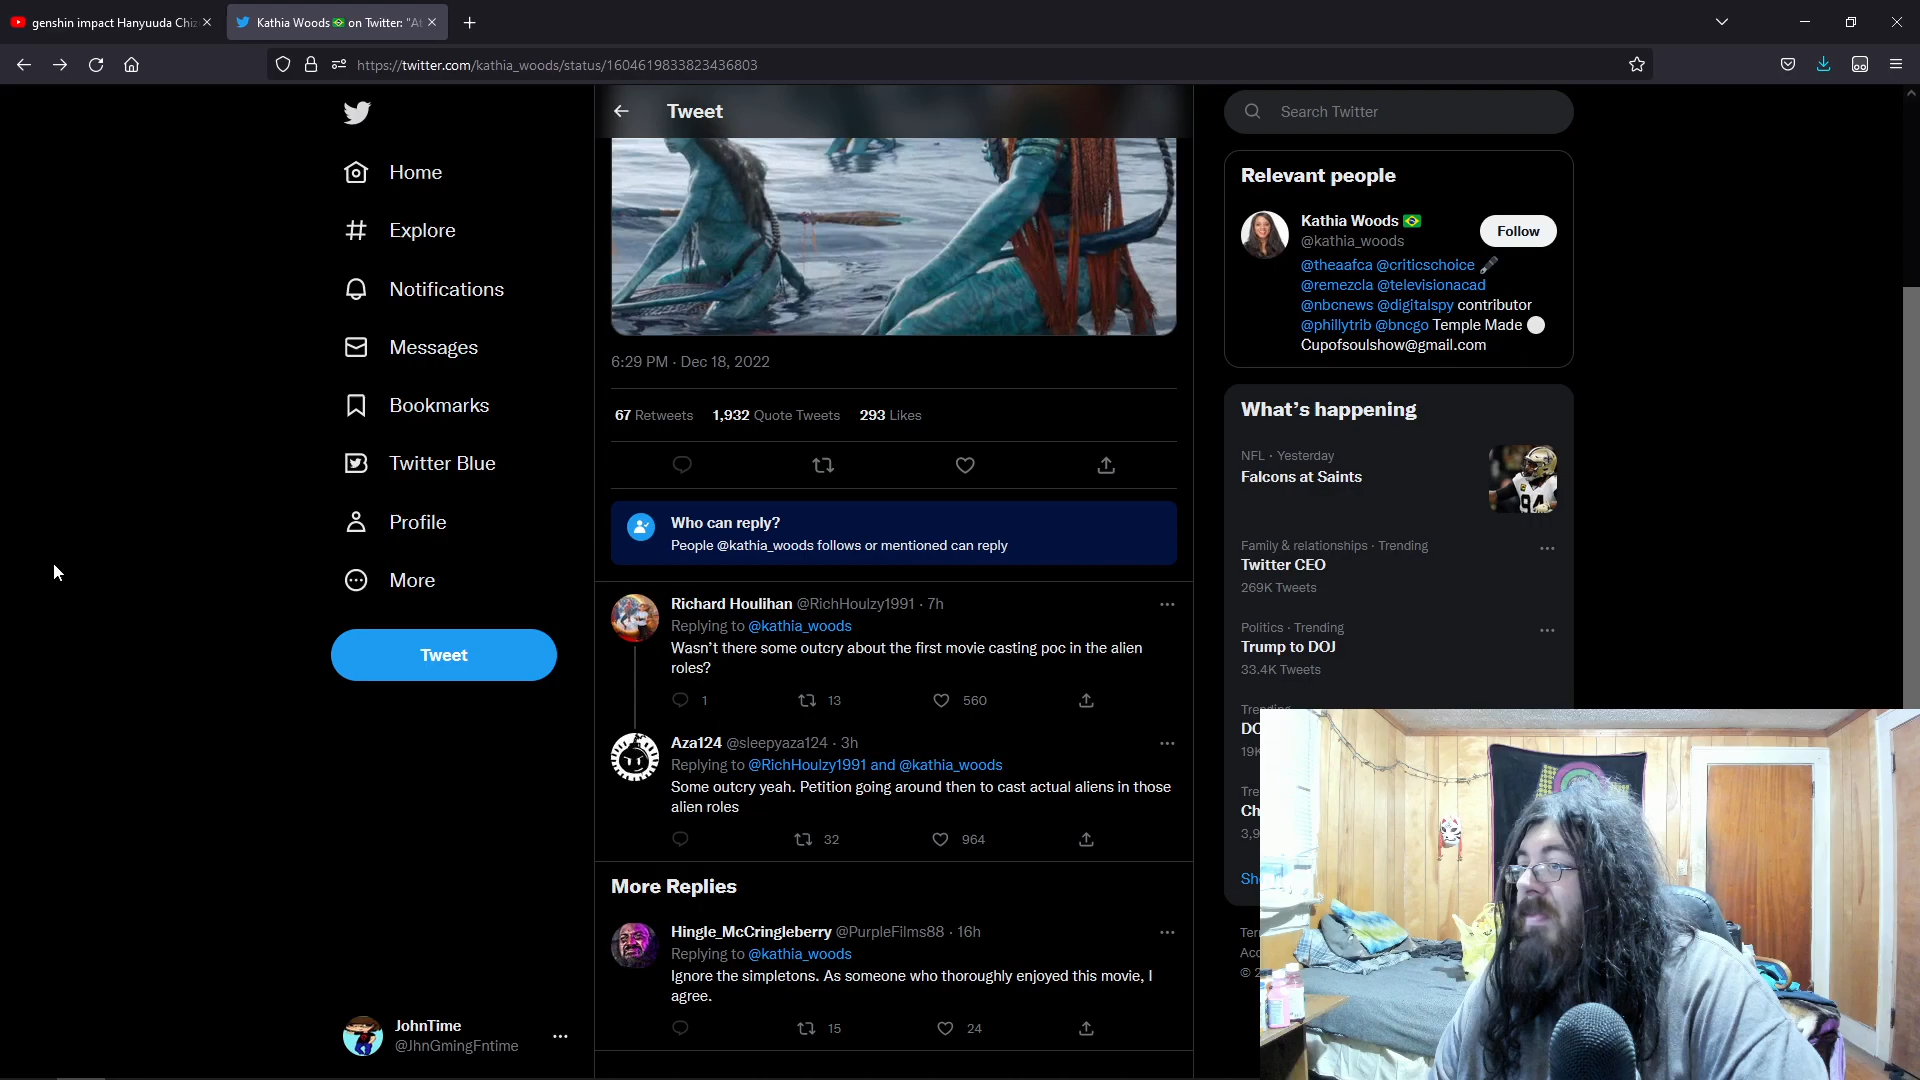 genshin impact Hanyuuda Chiz
Kathia Woods 🇧🇷 on Twitter: "At
https://twitter.com/kathia_woods/status/1604619833823436803
Home
Explore
Notifications
Messages
Bookmarks
Twitter Blue
Profile
More
Tweet
JohnTime
@JhnGmingFntime
Tweet
6:29 PM · Dec 18, 2022
67 Retweets 1,932 Quote Tweets 293 Likes
Who can reply?
People @kathia_woods follows or mentioned can reply
Richard Houlihan @RichHoulzy1991 · 7h
Replying to @kathia_woods
Wasn't there some outcry about the first movie casting poc in the alien
roles?
1 13 560
Aza124 @sleepyaza124 · 3h
Replying to @RichHoulzy1991 and @kathia_woods
Some outcry yeah. Petition going around then to cast actual aliens in those
alien roles
32 964
More Replies
Hingle_McCringleberry @PurpleFilms88 · 16h
Replying to @kathia_woods
Ignore the simpletons. As someone who thoroughly enjoyed this movie, I
agree.
15 24
Search Twitter
Relevant people
Kathia Woods 🇧🇷
@kathia_woods
Follow
@theaafca @criticschoice
@remezcla @televisionacad
@nbcnews @digitalspy contributor
@phillytrib @bncgo Temple Made
Cupofsoulshow@gmail.com
What's happening
NFL · Yesterday
Falcons at Saints
94
Family & relationships · Trending
Twitter CEO
269K Tweets
Politics · Trending
Trump to DOJ
33.4K Tweets